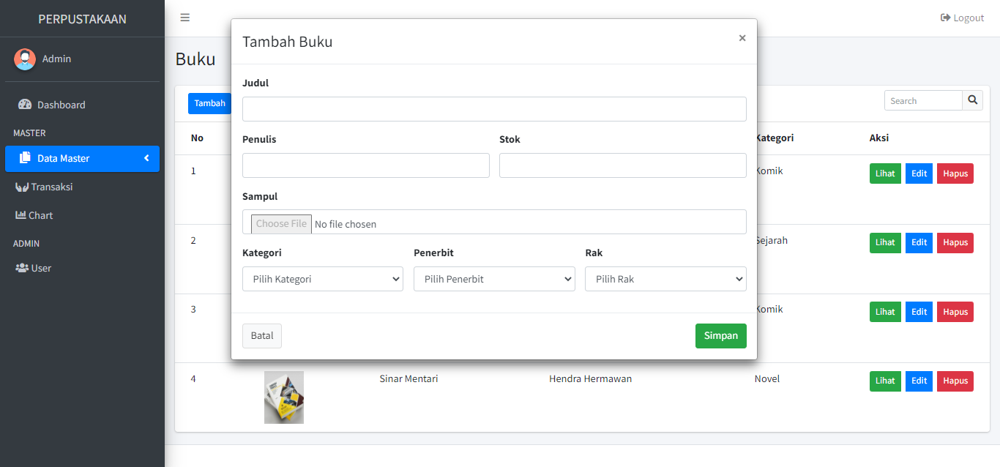 PERPUSTAKAAN
Logout
Admin
Dashboard
MASTER
Data Master
Transaksi
Chart
ADMIN
User
Buku
Tambah
Search
No
Kategori
Aksi
1
Komik
Lihat Edit Hapus
2
Sejarah
Lihat Edit Hapus
3
Komik
Lihat Edit Hapus
4 Sinar Mentari Hendra Hermawan Novel
Lihat Edit Hapus
Tambah Buku ×
Judul
Penulis Stok
Sampul
Choose File No file chosen
Kategori Penerbit Rak
Pilih Kategori Pilih Penerbit Pilih Rak
Batal Simpan